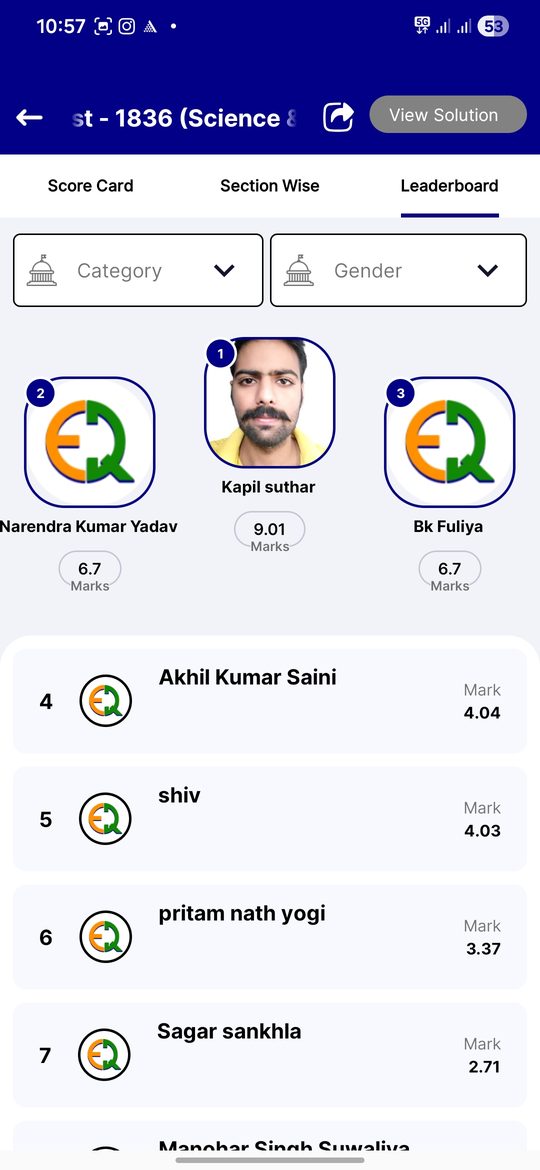 10:57
5G
53
st - 1836 (Science &
View Solution
Score Card
Section Wise
Leaderboard
Category
Gender
1
2
3
Kapil suthar
9.01
Marks
Narendra Kumar Yadav
6.7
Marks
Bk Fuliya
6.7
Marks
4
Akhil Kumar Saini
Mark
4.04
5
shiv
Mark
4.03
6
pritam nath yogi
Mark
3.37
7
Sagar sankhla
Mark
2.71
Manohar Singh Suwaliya